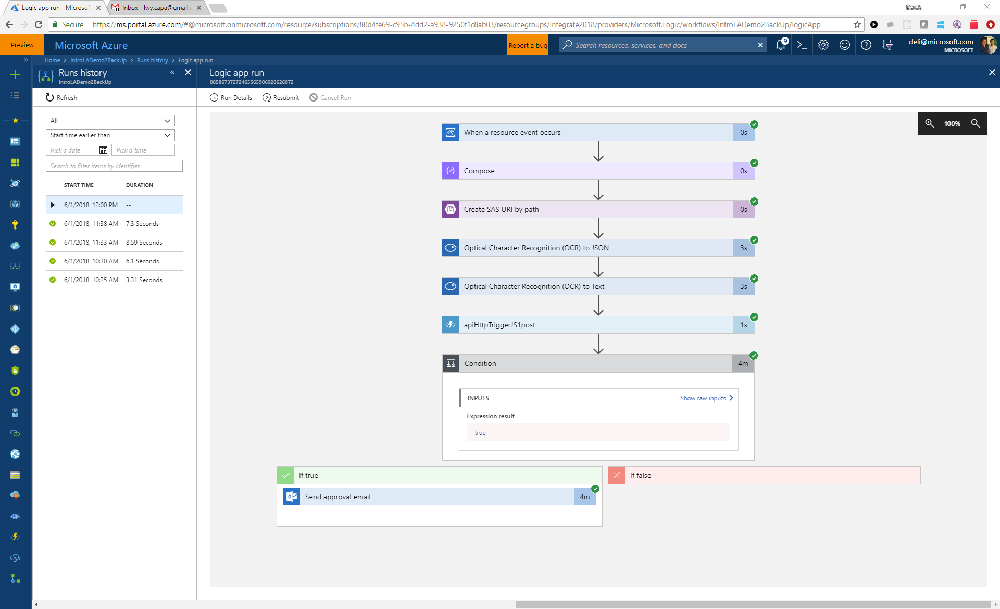 Logic app run - Microsoft
Inbox - lwy.capa@gmail.c
Derek
Secure
https://ms.portal.azure.com/#@microsoft.onmicrosoft.com/resource/subscriptions/80d4fe69-c95b-4dd2-a938-9250f1c8ab03/resourcegroups/Integrate2018/providers/Microsoft.Logic/workflows/IntroLADemo2BackUp/logicApp
Preview
Microsoft Azure
Report a bug
Search resources, services, and docs
9
deli@microsoft.com
MICROSOFT
Home > IntroLADemo2BackUp > Runs history > Logic app run
Runs history
IntroLADemo2BackUp
Logic app run
08586737272465565906028626872
Refresh
Run Details
Resubmit
Cancel Run
All
Start time earlier than
Pick a date
Pick a time
Search to filter items by identifier
START TIME DURATION
6/1/2018, 12:00 PM --
6/1/2018, 11:38 AM 7.3 Seconds
6/1/2018, 11:33 AM 8.59 Seconds
6/1/2018, 10:30 AM 6.1 Seconds
6/1/2018, 10:25 AM 3.31 Seconds
100%
When a resource event occurs 0s
Compose 0s
Create SAS URI by path 0s
Optical Character Recognition (OCR) to JSON 3s
Optical Character Recognition (OCR) to Text 3s
apiHttpTriggerJS1post 1s
Condition 4m
INPUTS Show raw inputs
Expression result
true
If true
If false
Send approval email 4m